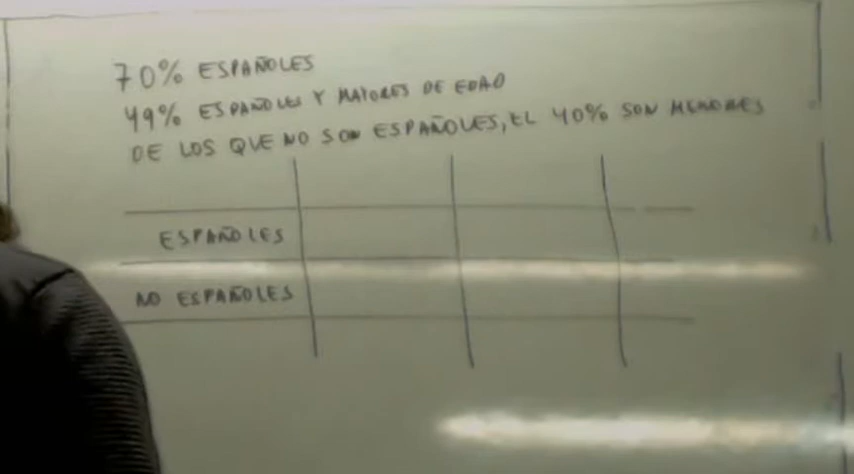 70% ESPAÑOLES
49% ESPAÑOLES Y MAYORES DE EDAD
DE LOS QUE NO SON ESPAÑOLES, EL 40% SON MENORES
ESPAÑOLES
NO ESPAÑOLES